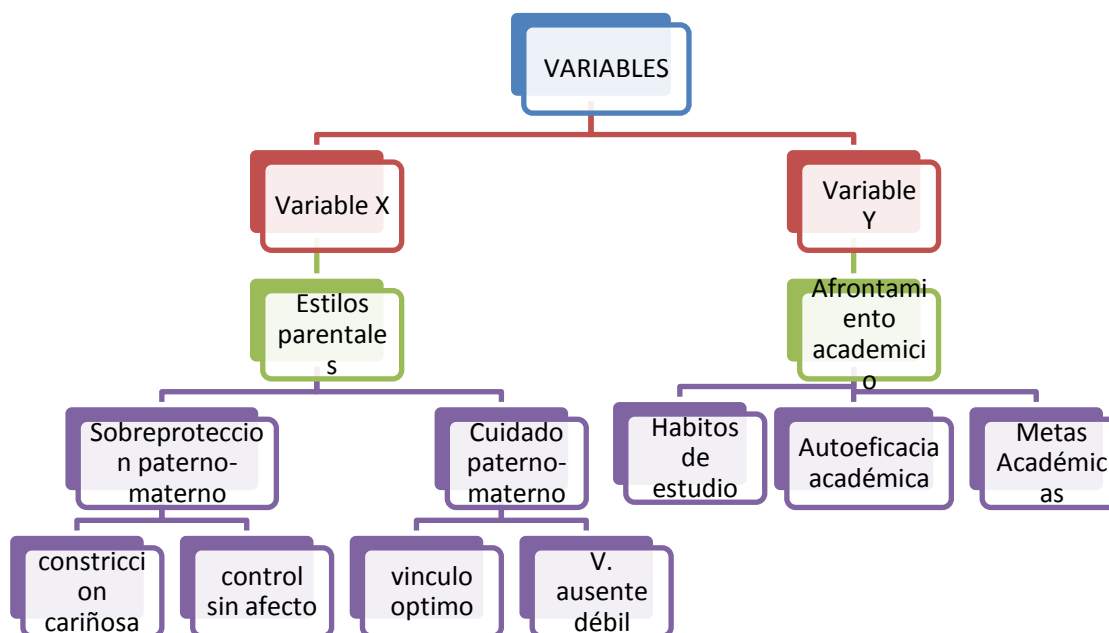 VARIABLES
Variable X
Variable
Y
Estilos
parentale
s
Afrontami
ento
academici
o
Sobreproteccio
n paterno-
materno
Cuidado
paterno-
materno
Habitos
de
estudio
Autoeficacia
académica
Metas
Académic
as
constricci
on
cariñosa
control
sin afecto
vinculo
optimo
V.
ausente
débil